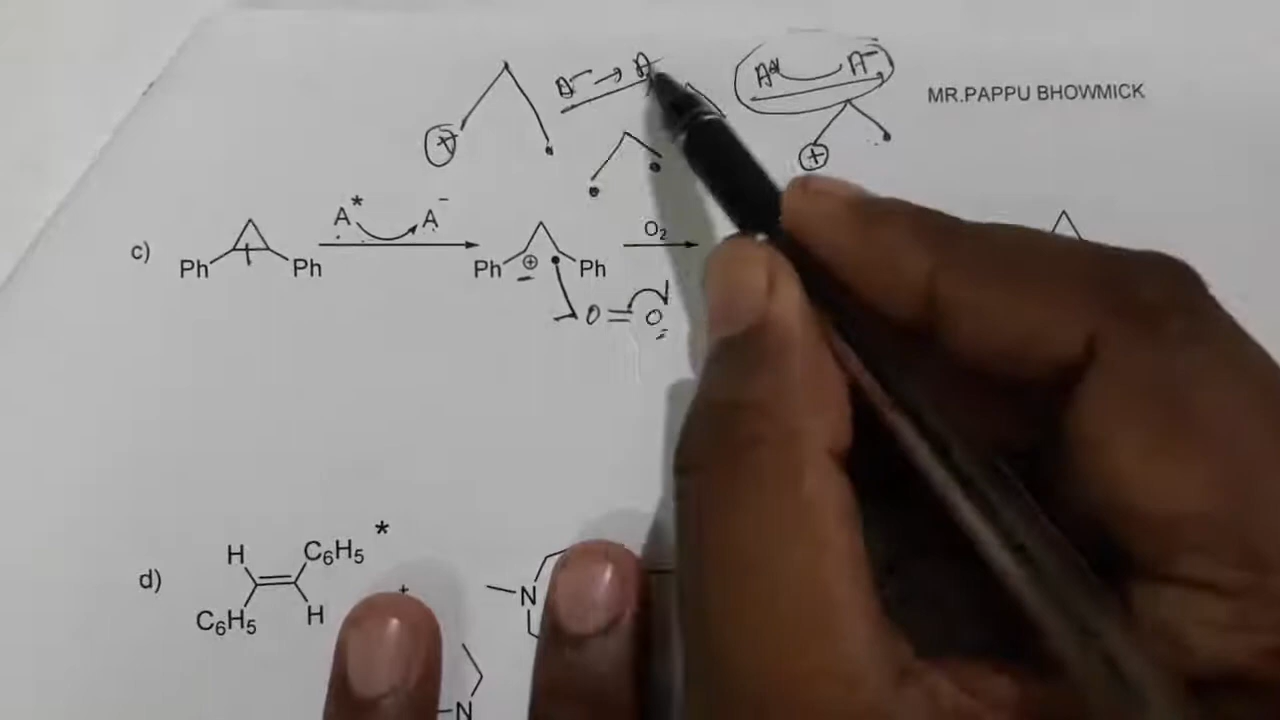 A⁻ → A
A* A⁻
MR.PAPPU BHOWMICK
⊕
⊕
c) Ph Ph A* A⁻ Ph ⊕ Ph O₂
O = O
d) H C₆H₅ *
C₆H₅ H + N
N